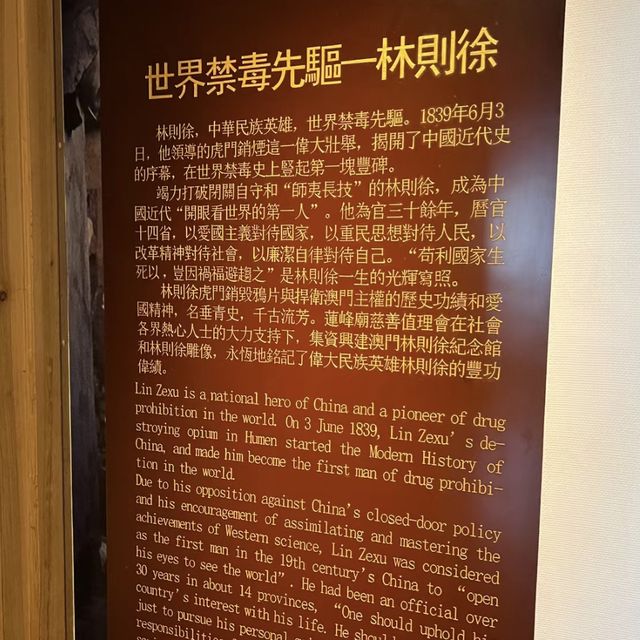 世界禁毒先驅—林則徐
林則徐，中華民族英雄，世界禁毒先驅。1839年6月3
日，他領導的虎門銷煙這一偉大壯舉，揭開了中國近代史
的序幕，在世界禁毒史上竪起第一塊豐碑。
竭力打破閉關自守和“師夷長技”的林則徐，成為中
國近代“開眼看世界的第一人”。他為官三十餘年，曆官
十四省，以愛國主義對待國家，以重民思想對待人民，以
改革精神對待社會，以廉潔自律對待自己。“苟利國家生
死以，豈因禍福避趨之”是林則徐一生的光輝寫照。
林則徐虎門銷毀鴉片與捍衛澳門主權的歷史功績和愛
國精神，名垂青史，千古流芳。蓮峰廟慈善值理會在社會
各界熱心人士的大力支持下，集資興建澳門林則徐紀念館
和林則徐雕像，永恆地銘記了偉大民族英雄林則徐的豐功
偉績。
Lin Zexu is a national hero of China and a pioneer of drug
prohibition in the world. On 3 June 1839, Lin Zexu’s de-
stroying opium in Humen started the Modern History of
China, and made him become the first man of drug prohibi-
tion in the world.
Due to his opposition against China’s closed-door policy
and his encouragement of assimilating and mastering the
achievements of Western science, Lin Zexu was considered
as the first man in the 19th century’s China to “open
his eyes to see the world”. He had been an official over
30 years in about 14 provinces, “One should uphold his
country’s interest with his life. He should
just to pursue his personal
responsibilities